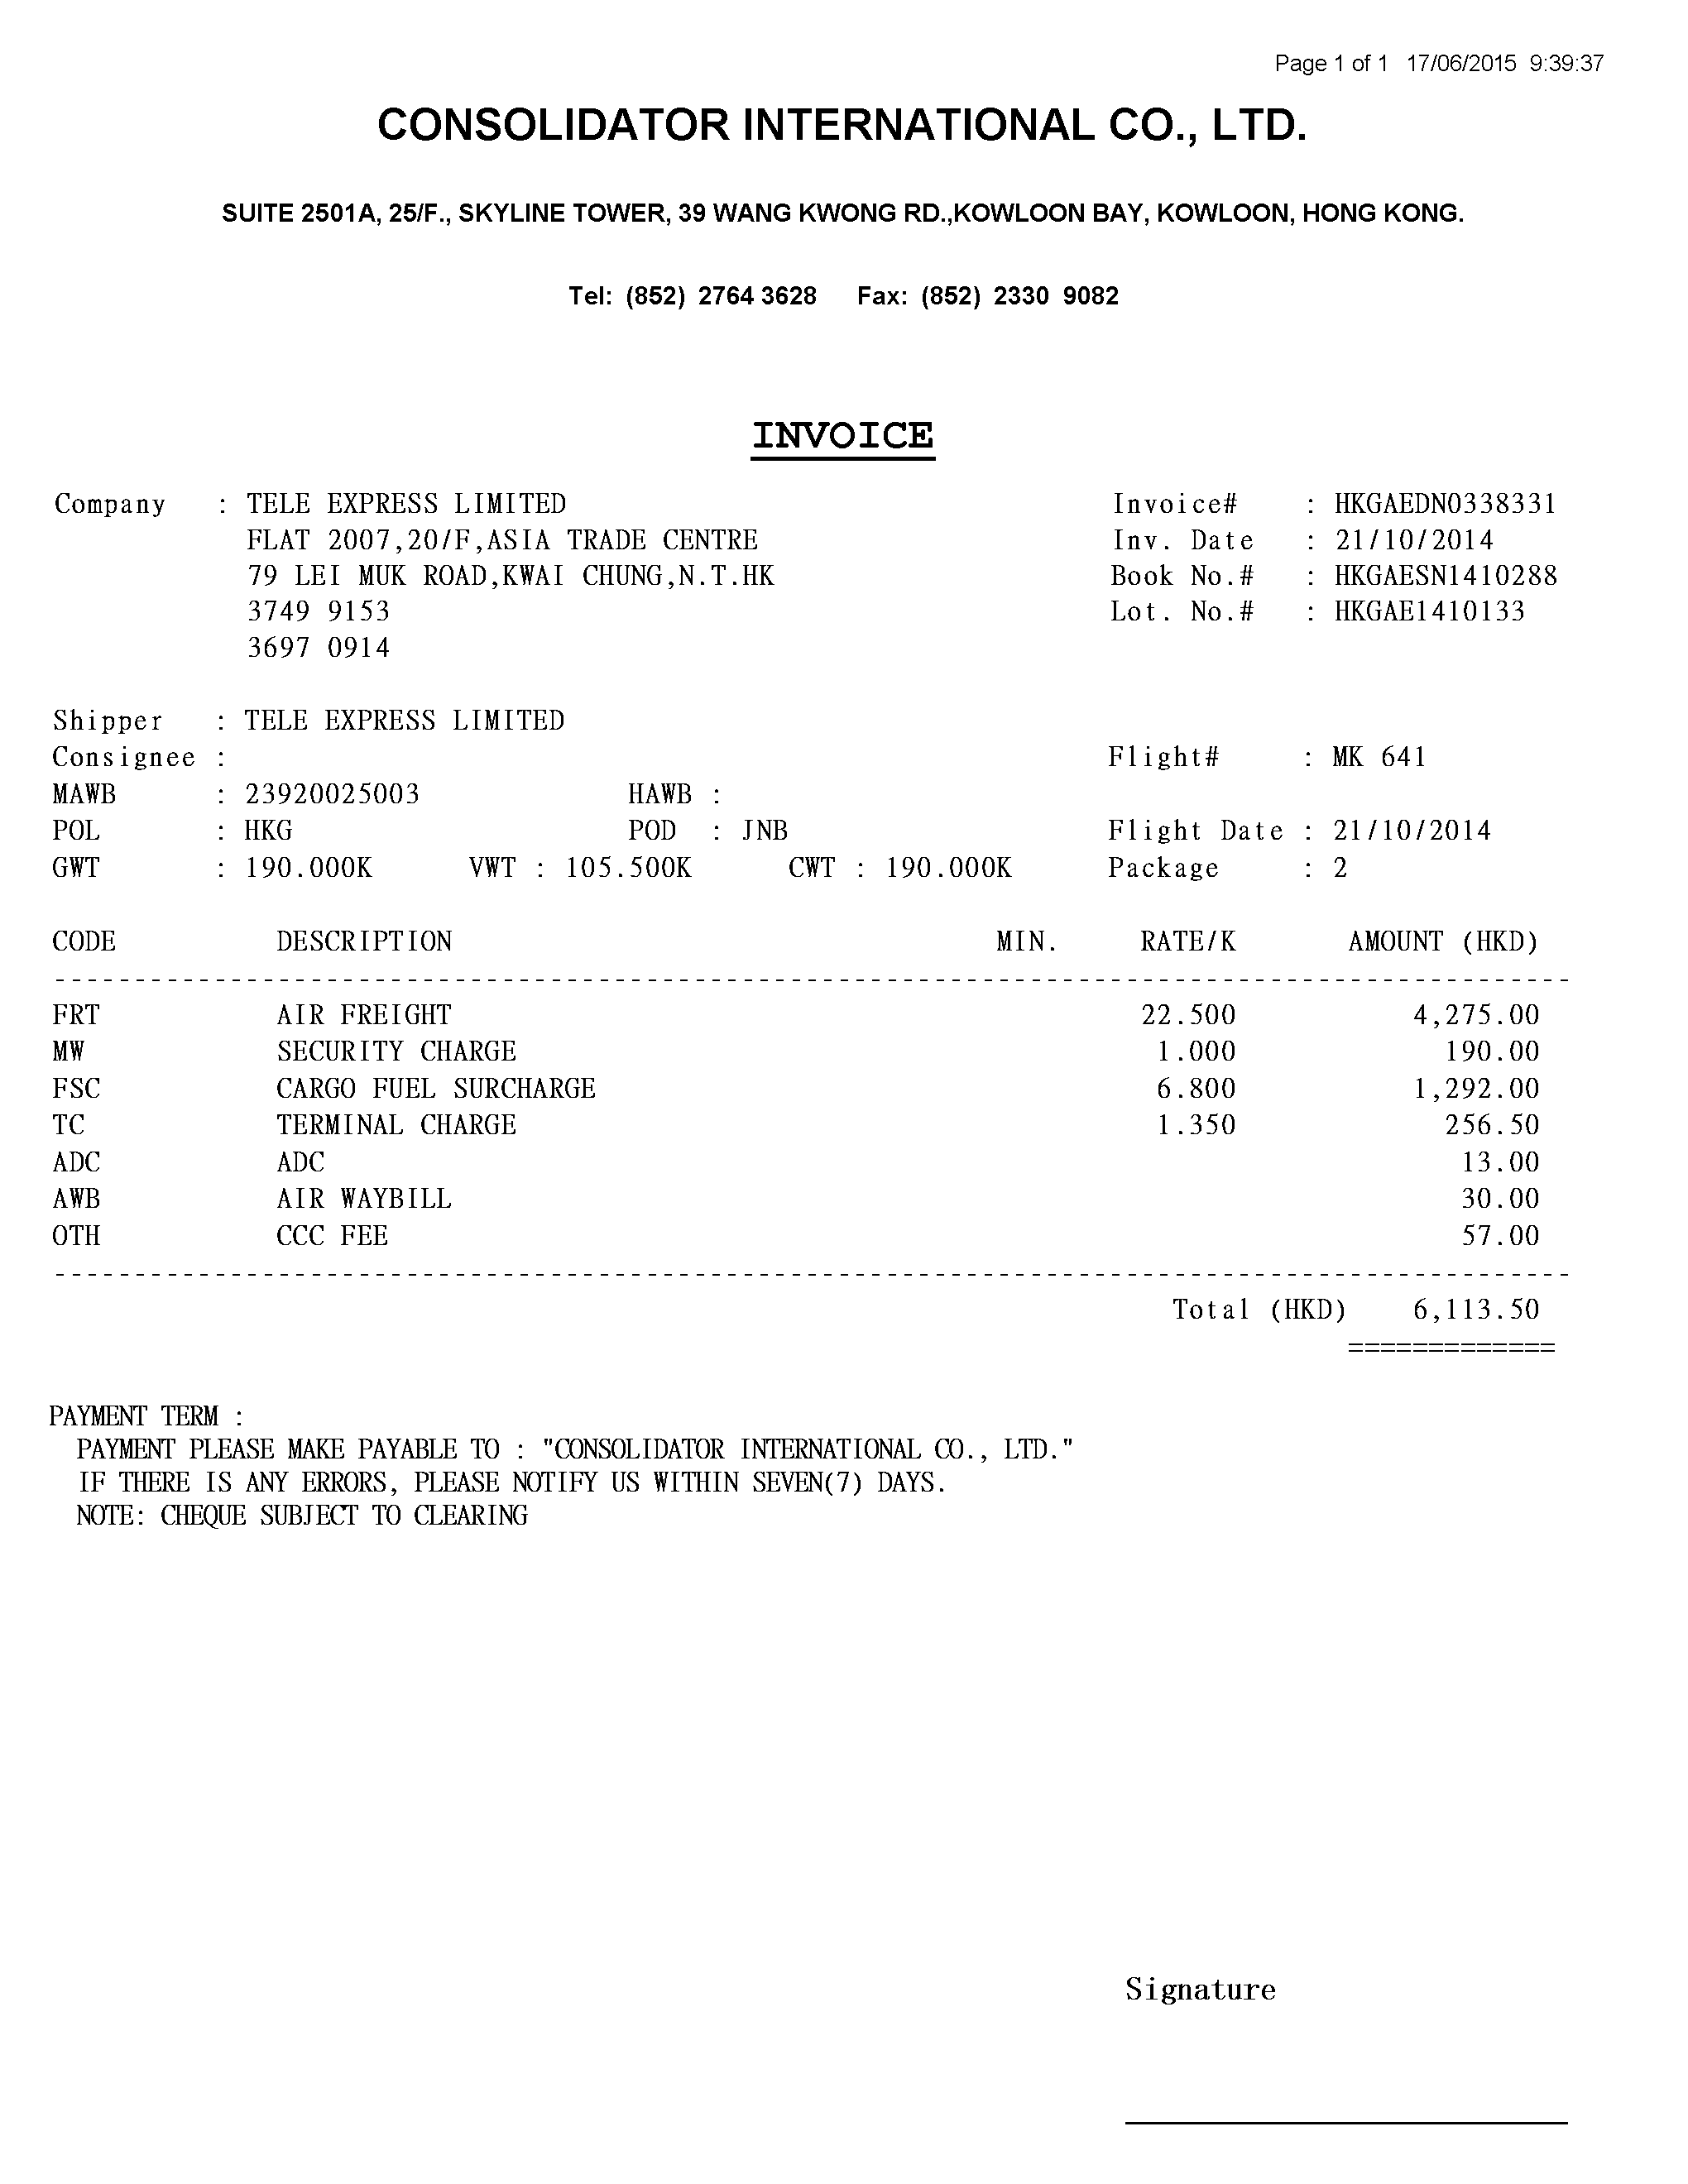 Page 1 of 1 17/06/2015 9:39:37
CONSOLIDATOR INTERNATIONAL CO., LTD.
SUITE 2501A, 25/F., SKYLINE TOWER, 39 WANG KWONG RD.,KOWLOON BAY, KOWLOON, HONG KONG.
Tel: (852) 2764 3628 Fax: (852) 2330 9082
INVOICE
Company : TELE EXPRESS LIMITED Invoice# : HKGAEDN0338331
FLAT 2007,20/F,ASIA TRADE CENTRE Inv. Date : 21/10/2014
79 LEI MUK ROAD,KWAI CHUNG,N.T.HK Book No.# : HKGAESN1410288
3749 9153 Lot. No.# : HKGAE1410133
3697 0914
Shipper : TELE EXPRESS LIMITED
Consignee : Flight# : MK 641
MAWB : 23920025003 HAWB :
POL : HKG POD : JNB Flight Date : 21/10/2014
GWT : 190.000K VWT : 105.500K CWT : 190.000K Package : 2
CODE DESCRIPTION MIN. RATE/K AMOUNT (HKD)
FRT AIR FREIGHT 22.500 4,275.00
MW SECURITY CHARGE 1.000 190.00
FSC CARGO FUEL SURCHARGE 6.800 1,292.00
TC TERMINAL CHARGE 1.350 256.50
ADC ADC 13.00
AWB AIR WAYBILL 30.00
OTH CCC FEE 57.00
Total (HKD) 6,113.50
=============
PAYMENT TERM :
PAYMENT PLEASE MAKE PAYABLE TO : "CONSOLIDATOR INTERNATIONAL CO., LTD."
IF THERE IS ANY ERRORS, PLEASE NOTIFY US WITHIN SEVEN(7) DAYS.
NOTE: CHEQUE SUBJECT TO CLEARING
Signature